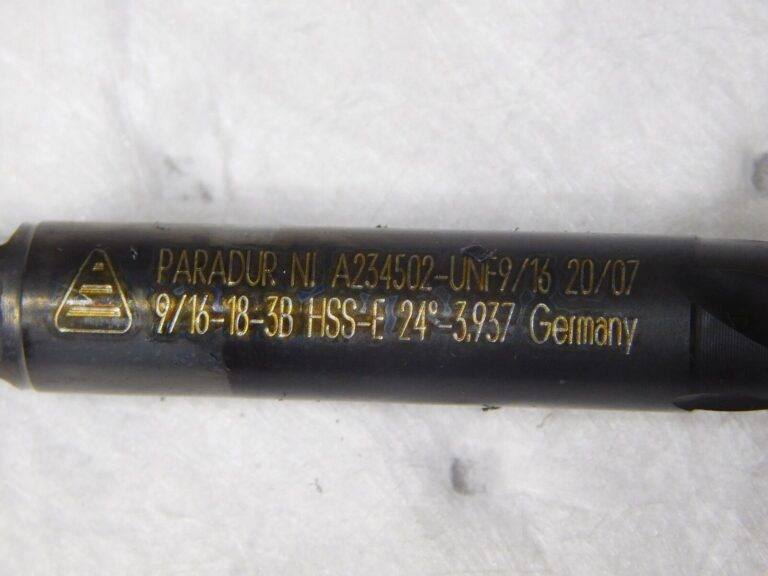 PARADUR NI A234502-UNF9/16 20/07
9/16-18-3B HSS-E 24°-3.937 Germany